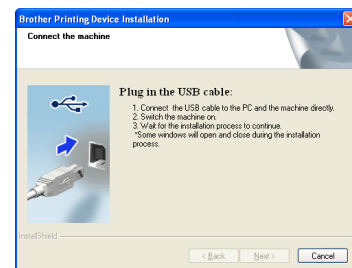 Brother Printing Device Installation
Connect the machine
Plug in the USB cable:
1. Connect the USB cable to the PC and the machine directly.
2. Switch the machine on.
3. Wait for the installation process to continue.
*Some windows will open and close during the installation
process.
InstallShield
< Back Next > Cancel